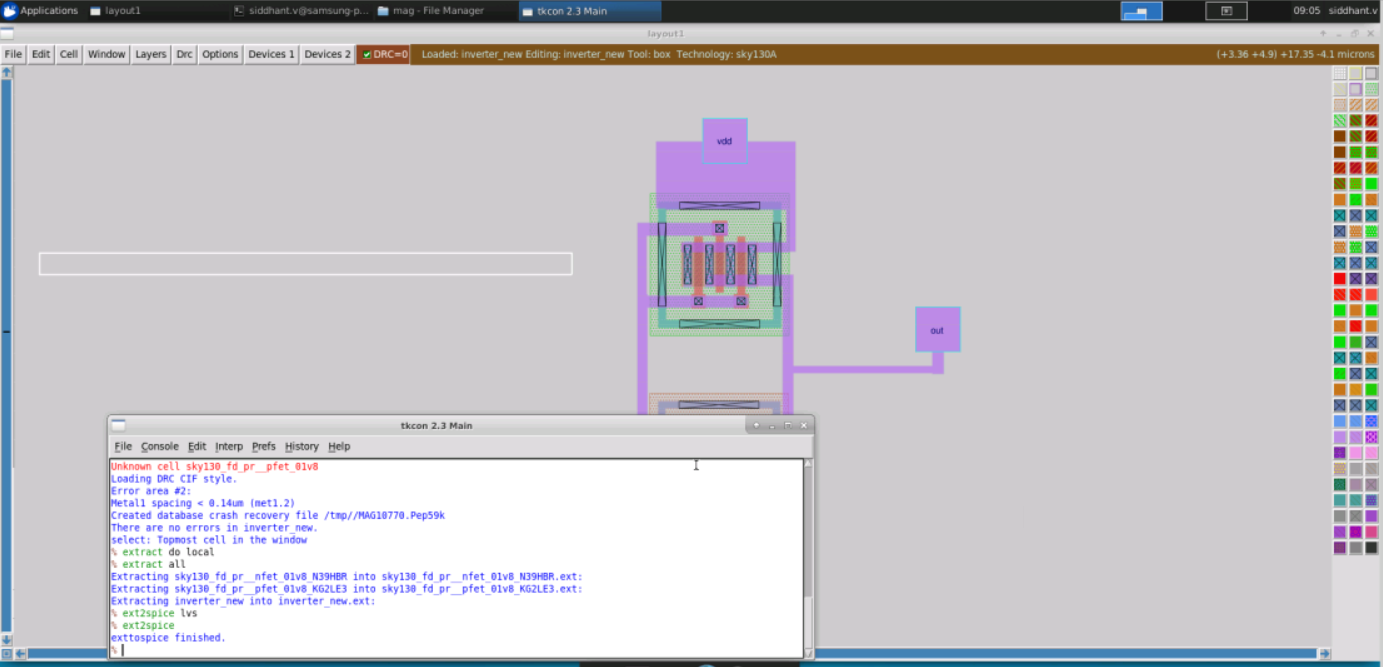 Applications layout1 siddhant.v@samsung-p... mag - File Manager tkcon 2.3 Main 09:05 siddhant.v
layout1
File Edit Cell Window Layers Drc Options Devices 1 Devices 2 DRC=0 Loaded: inverter_new Editing: inverter_new Tool: box Technology: sky130A (+3.36 +4.9) +17.35 -4.1 microns
vdd
out
tkcon 2.3 Main
File Console Edit Interp Prefs History Help
Unknown cell sky130_fd_pr__pfet_01v8
Loading DRC CIF style.
Error area #2:
Metal1 spacing < 0.14um (met1.2)
Created database crash recovery file /tmp//MAG10770.Pep59k
There are no errors in inverter_new.
select: Topmost cell in the window
% extract do local
% extract all
Extracting sky130_fd_pr__nfet_01v8_N39HBR into sky130_fd_pr__nfet_01v8_N39HBR.ext:
Extracting sky130_fd_pr__pfet_01v8_KG2LE3 into sky130_fd_pr__pfet_01v8_KG2LE3.ext:
Extracting inverter_new into inverter_new.ext:
% ext2spice lvs
% ext2spice
exttospice finished.
%